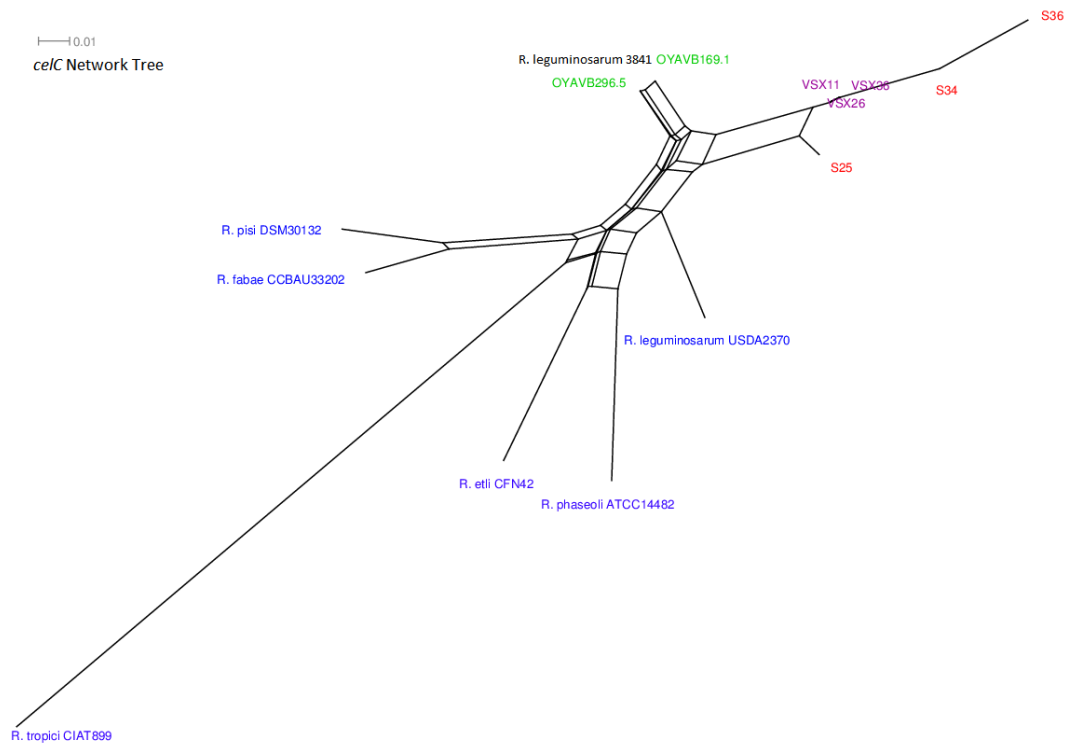 S36
0.01
celC Network Tree
R. leguminosarum 3841 OYAVB169.1
OYAVB296.5
VSX11 VSX36
S34
VSX26
S25
R. pisi DSM30132
R. fabae CCBAU33202
R. leguminosarum USDA2370
R. etli CFN42
R. phaseoli ATCC14482
R. tropici CIAT899